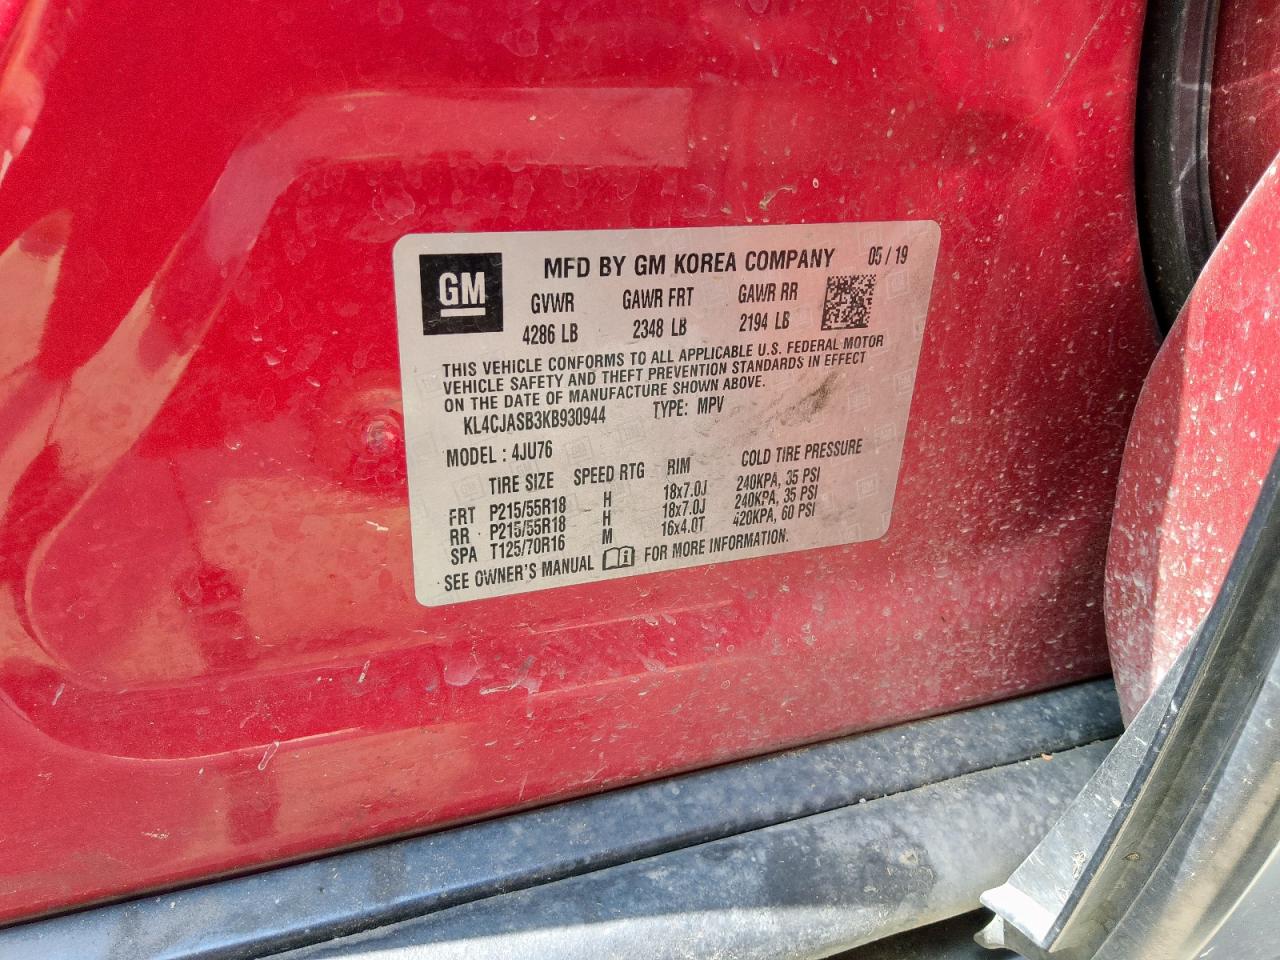 GM
MFD BY GM KOREA COMPANY 05 / 19
GVWR GAWR FRT GAWR RR
4286 LB 2348 LB 2194 LB
THIS VEHICLE CONFORMS TO ALL APPLICABLE U.S. FEDERAL MOTOR
VEHICLE SAFETY AND THEFT PREVENTION STANDARDS IN EFFECT
ON THE DATE OF MANUFACTURE SHOWN ABOVE.
KL4CJASB3KB930944 TYPE: MPV
MODEL : 4JU76
TIRE SIZE SPEED RTG RIM COLD TIRE PRESSURE
FRT P215/55R18 H 18x7.0J 240KPA, 35 PSI
RR P215/55R18 H 18x7.0J 240KPA, 35 PSI
SPA T125/70R16 M 16x4.0T 420KPA, 60 PSI
SEE OWNER'S MANUAL FOR MORE INFORMATION.